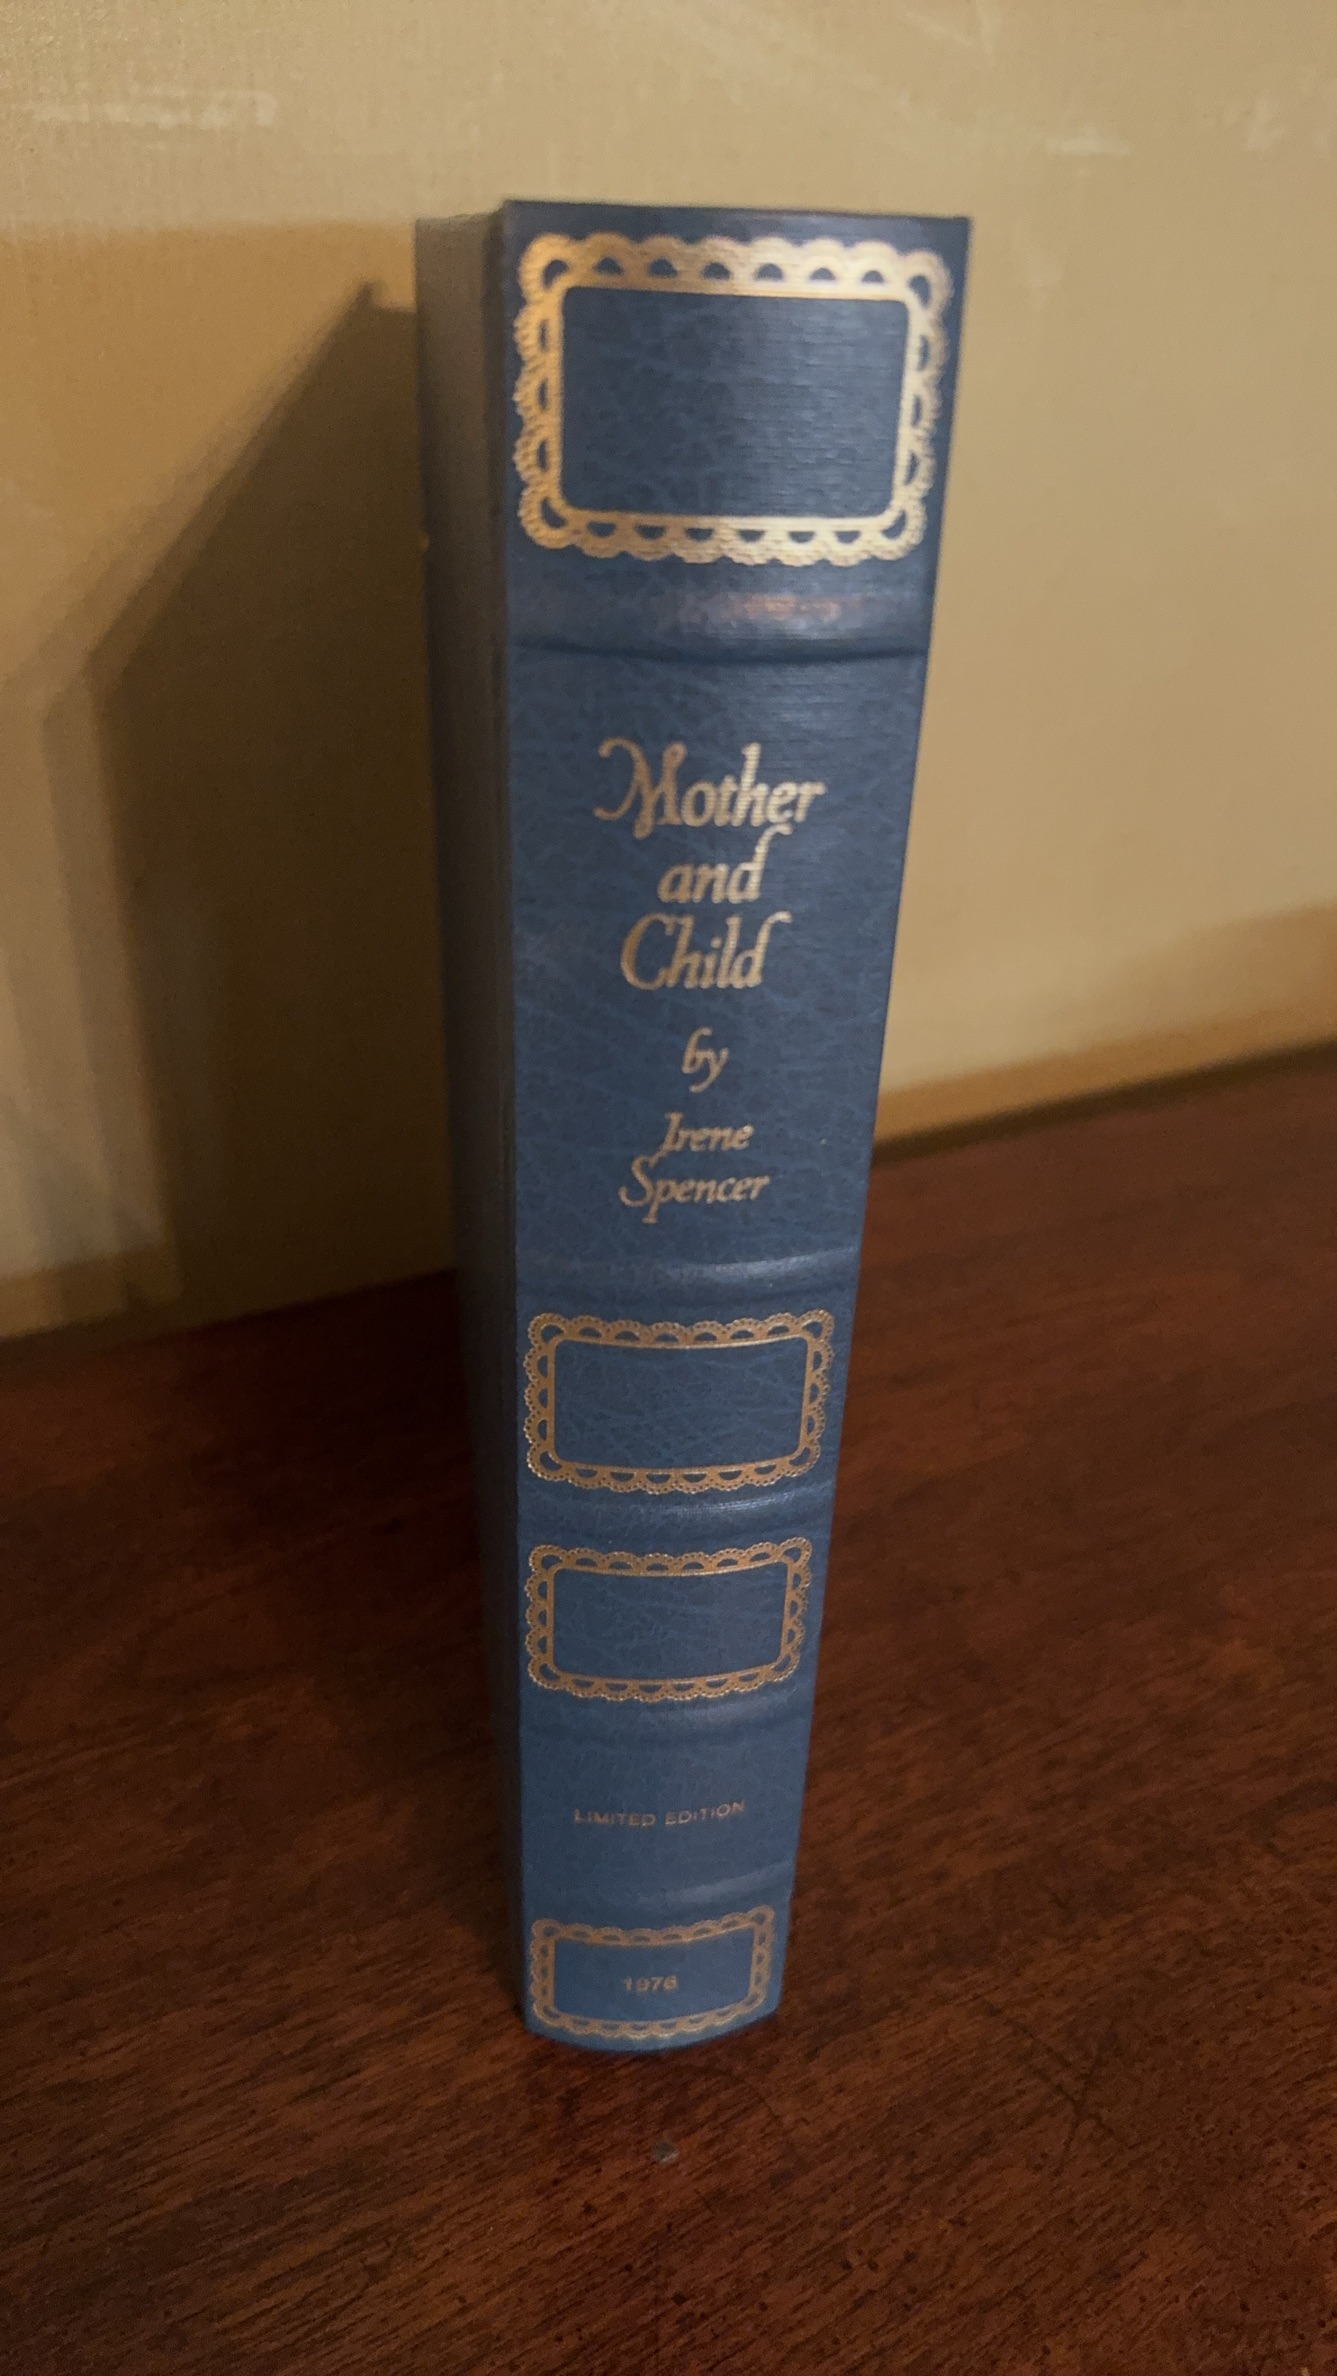 Mother
and
Child
by
Irene
Spencer
LIMITED EDITION
1976